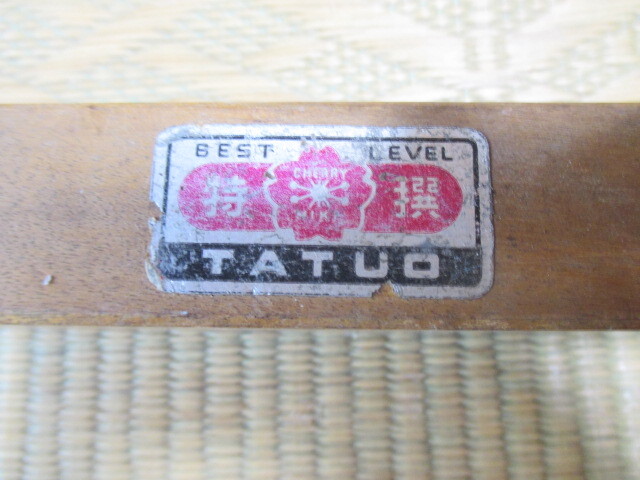 BEST LEVEL
特 CHERRY 撰
TATUO